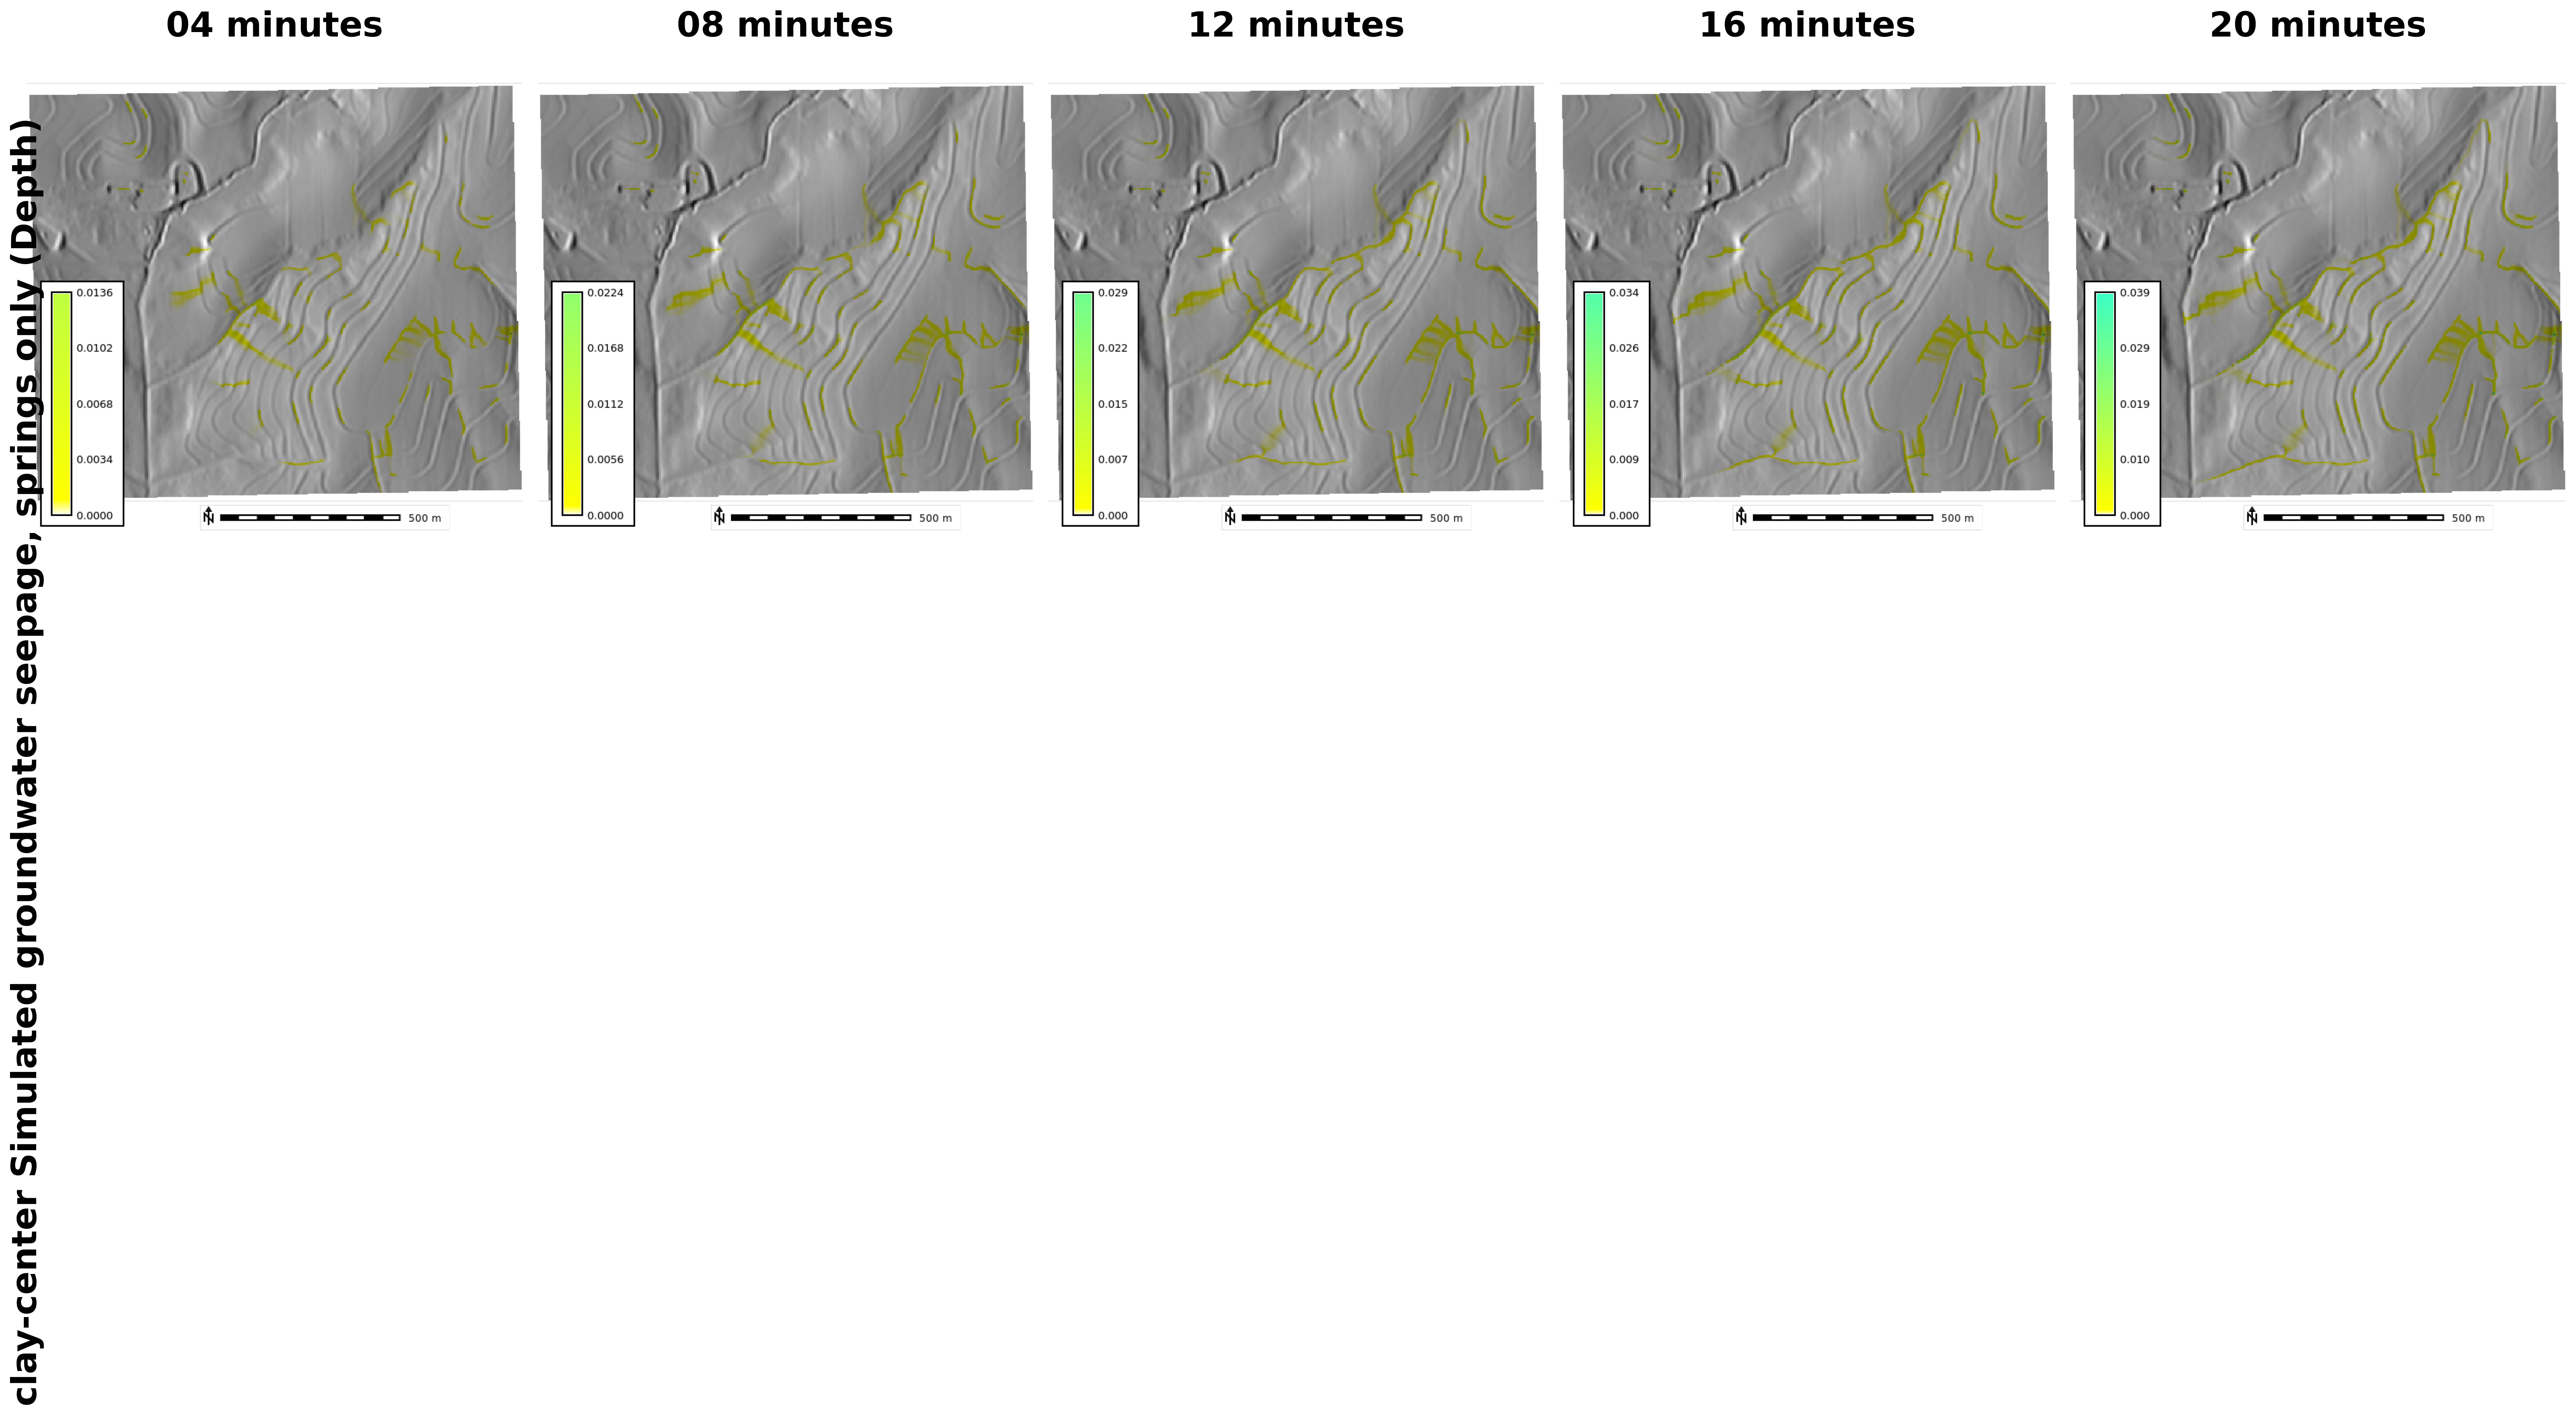 04 minutes
08 minutes
12 minutes
16 minutes
20 minutes
clay-center Simulated groundwater seepage, springs only (Depth)
0.0136
0.0102
0.0068
0.0034
0.0000
N
500 m
0.0224
0.0168
0.0112
0.0056
0.0000
N
500 m
0.029
0.022
0.015
0.007
0.000
N
500 m
0.034
0.026
0.017
0.009
0.000
N
500 m
0.039
0.029
0.019
0.010
0.000
N
500 m